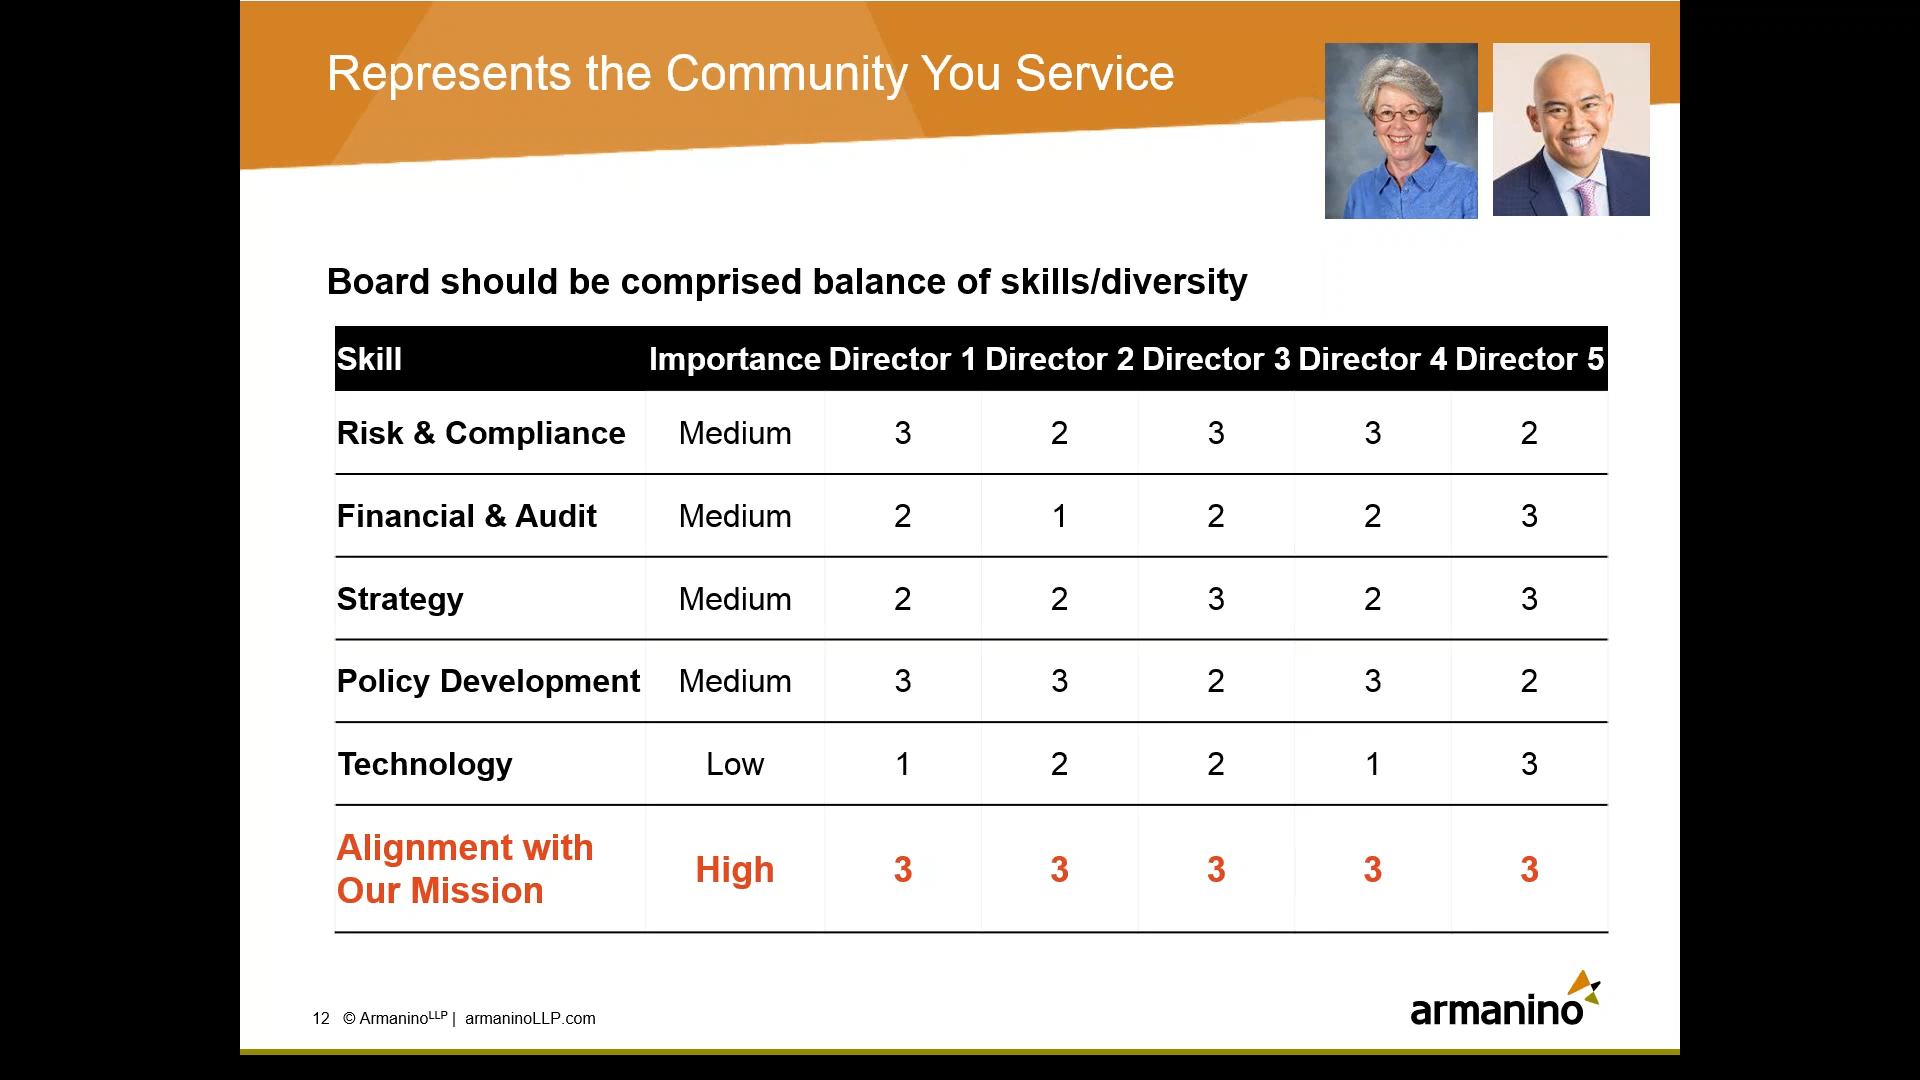 Represents the Community You Service
Board should be comprised balance of skills/diversity
Skill Importance Director 1 Director 2 Director 3 Director 4 Director 5
Risk & Compliance Medium 3 2 3 3 2
Financial & Audit Medium 2 1 2 2 3
Strategy Medium 2 2 3 2 3
Policy Development Medium 3 3 2 3 2
Technology Low 1 2 2 1 3
Alignment with
Our Mission High 3 3 3 3 3
12 © ArmaninoLLP | armaninoLLP.com
armanino